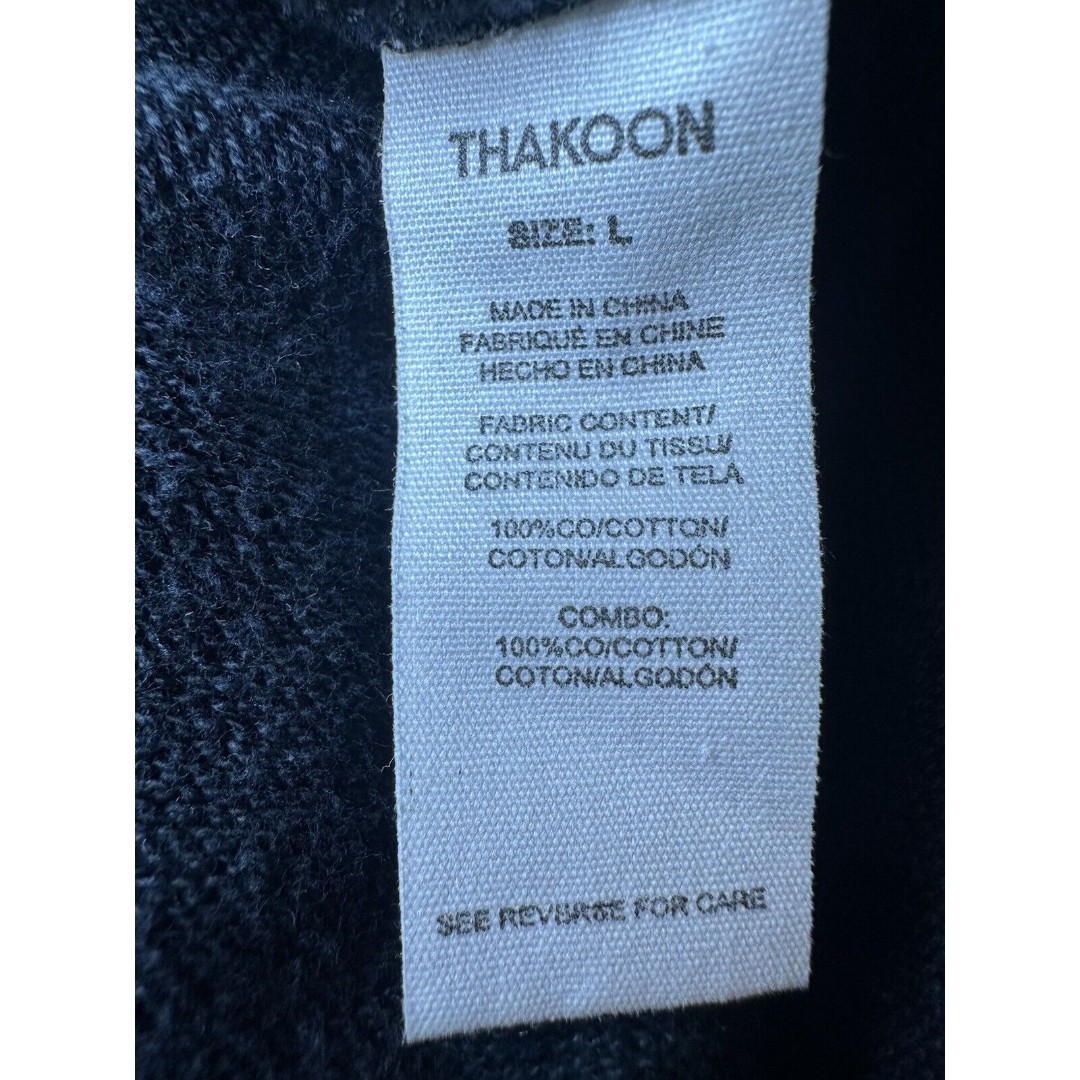 THAKOON
SIZE: L
MADE IN CHINA
FABRIQUÉ EN CHINE
HECHO EN CHINA
FABRIC CONTENT/
CONTENU DU TISSU/
CONTENIDO DE TELA
100%CO/COTTON/
COTON/ALGODÓN
COMBO:
100%CO/COTTON/
COTON/ALGODÓN
SEE REVERSE FOR CARE